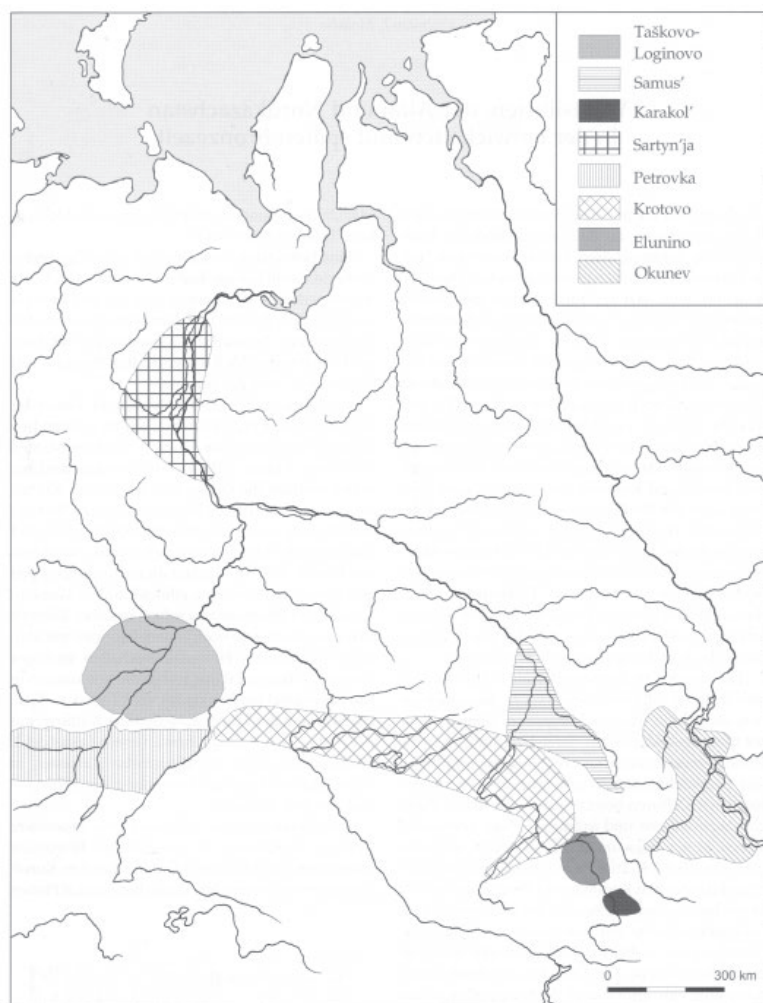 Taškovo-
Loginovo
Samus'
Karakol'
Sartyn'ja
Petrovka
Krotovo
Elunino
Okunev
0 300 km